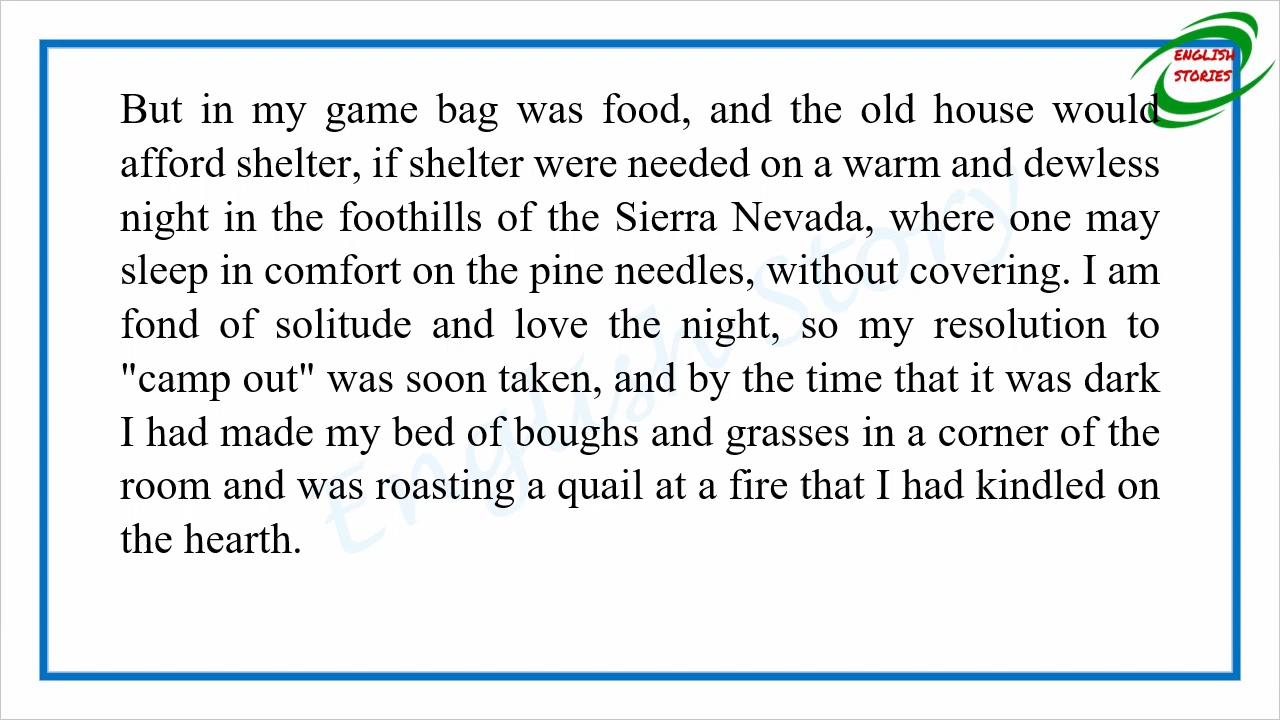 ENGLISH
STORIES
But in my game bag was food, and the old house would
afford shelter, if shelter were needed on a warm and dewless
night in the foothills of the Sierra Nevada, where one may
sleep in comfort on the pine needles, without covering. I am
fond of solitude and love the night, so my resolution to
"camp out" was soon taken, and by the time that it was dark
I had made my bed of boughs and grasses in a corner of the
room and was roasting a quail at a fire that I had kindled on
the hearth.
English Story